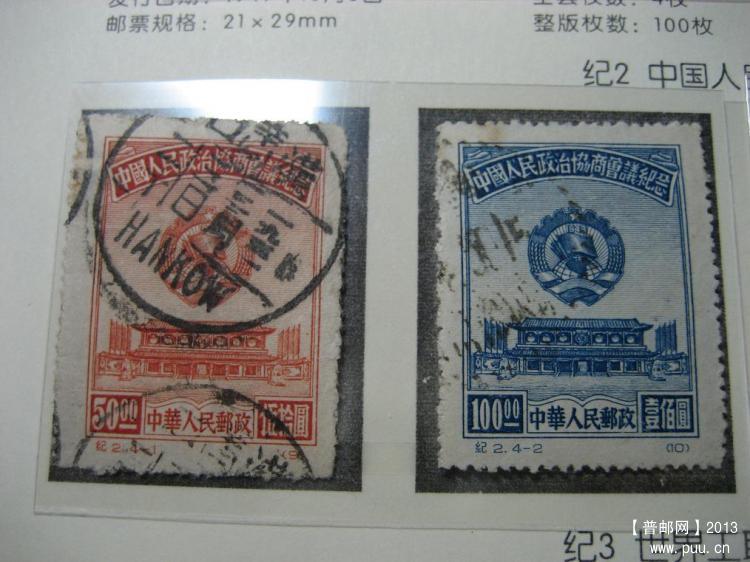 邮票规格：21×29mm
整版枚数：100枚
纪2 中国人
中國人民政治協商會議紀念
HANKOW
50.00 中華人民郵政 伍拾圓
紀 2.4-1
中國人民政治協商會議紀念
100.00 中華人民郵政 壹佰圓
紀 2.4-2 (10)
纪3 世界工
【普邮网】2013
www.puu.cn